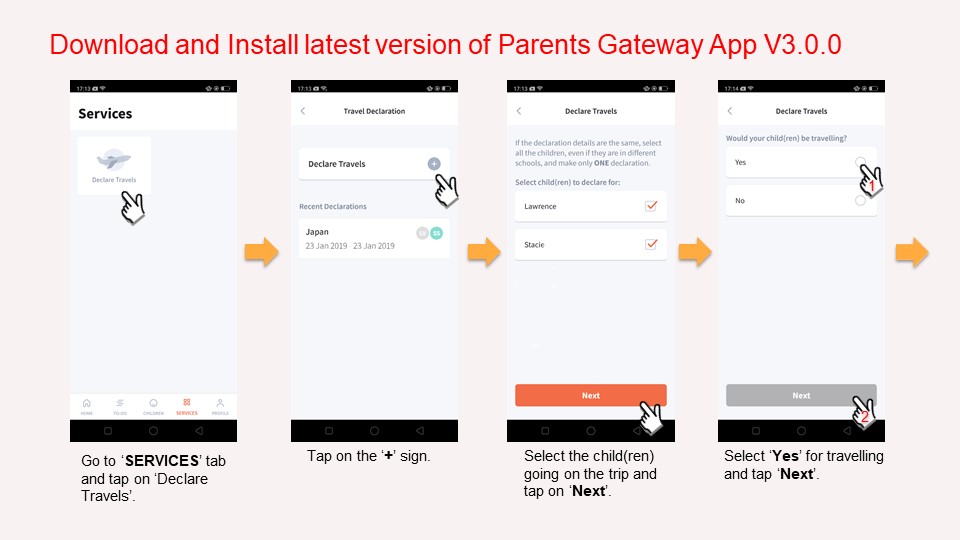 Download and Install latest version of Parents Gateway App V3.0.0
17:13
Services
Declare Travels
HOME
TO-DO
CHILDREN
SERVICES
PROFILE
Go to ‘SERVICES’ tab
and tap on ‘Declare
Travels’.
17:13
Travel Declaration
Declare Travels
+
Recent Declarations
Japan
23 Jan 2019 - 23 Jan 2019
SS
Tap on the ‘+’ sign.
17:13
Declare Travels
If the declaration details are the same, select
all the children, even if they are in different
schools, and make only ONE declaration.
Select child(ren) to declare for:
Lawrence
Stacie
Next
Select the child(ren)
going on the trip and
tap on ‘Next’.
17:14
Declare Travels
Would your child(ren) be travelling?
Yes
1
No
Next
2
Select ‘Yes’ for travelling
and tap ‘Next’.